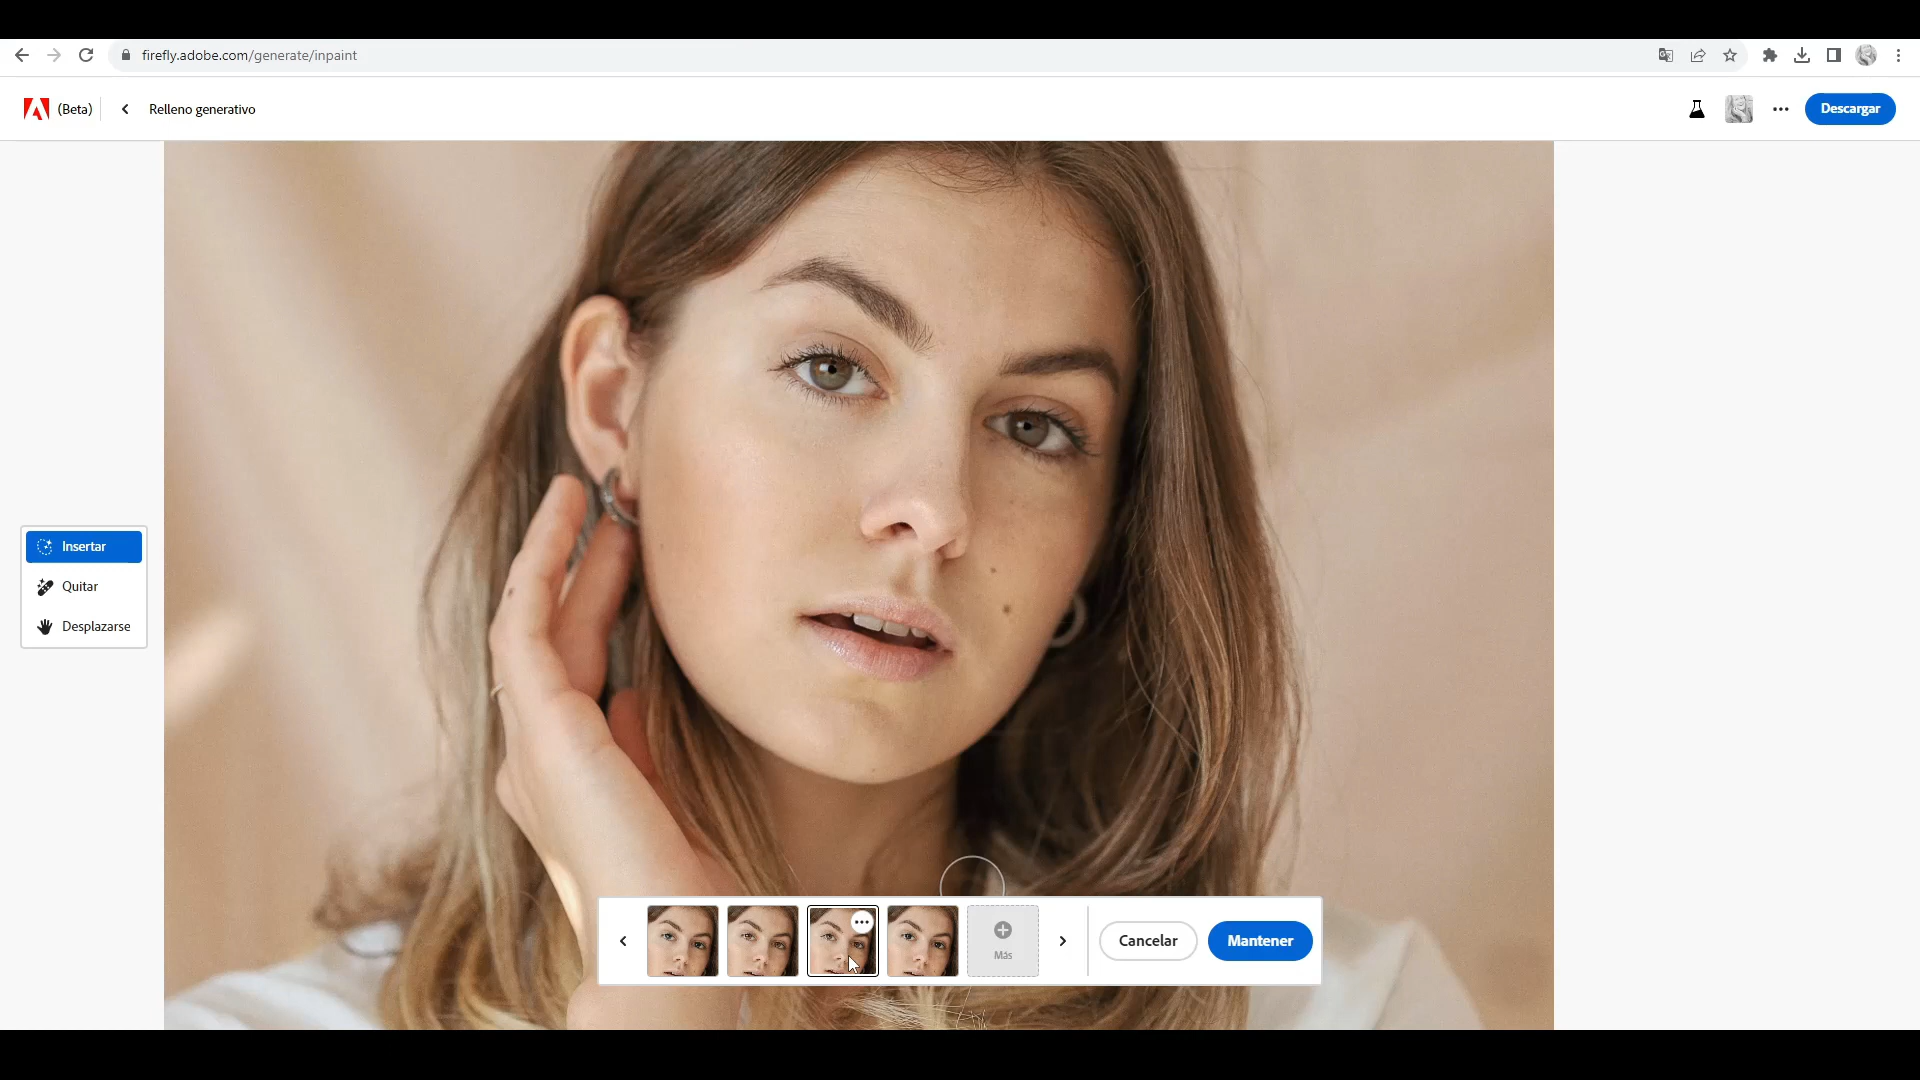 firefly.adobe.com/generate/inpaint
(Beta)
Relleno generativo
Descargar
Insertar
Quitar
Desplazarse
Más
Cancelar
Mantener